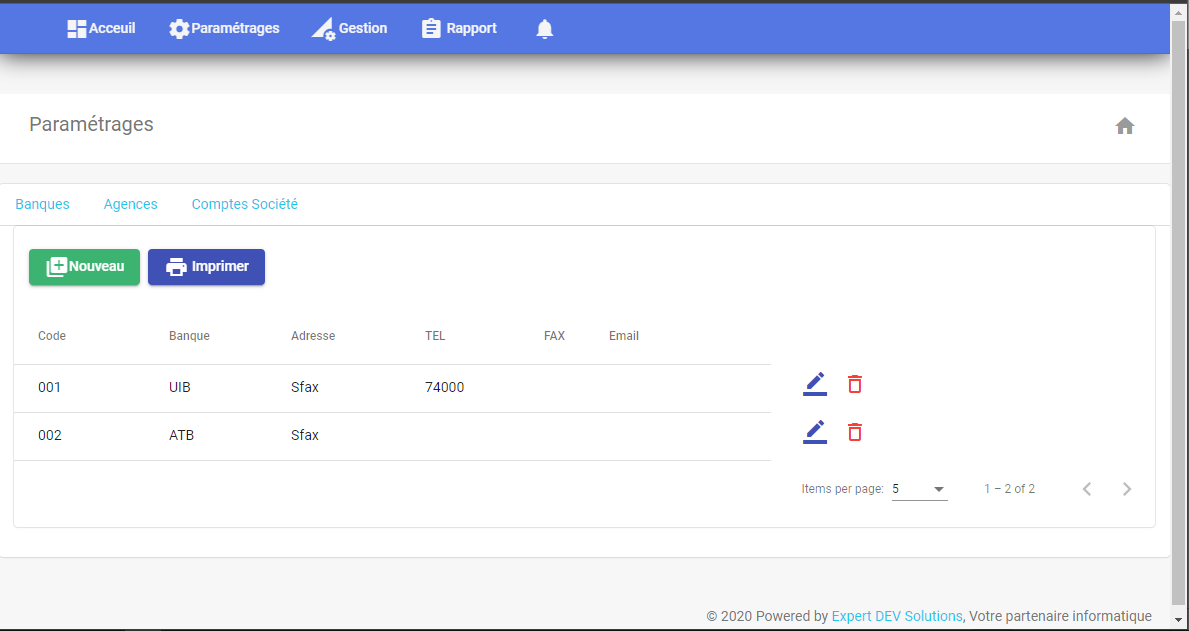 Acceuil Paramétrages Gestion Rapport
Paramétrages
Banques Agences Comptes Société
Nouveau Imprimer
Code Banque Adresse TEL FAX Email
001 UIB Sfax 74000
002 ATB Sfax
Items per page: 5 1 – 2 of 2
© 2020 Powered by Expert DEV Solutions, Votre partenaire informatique